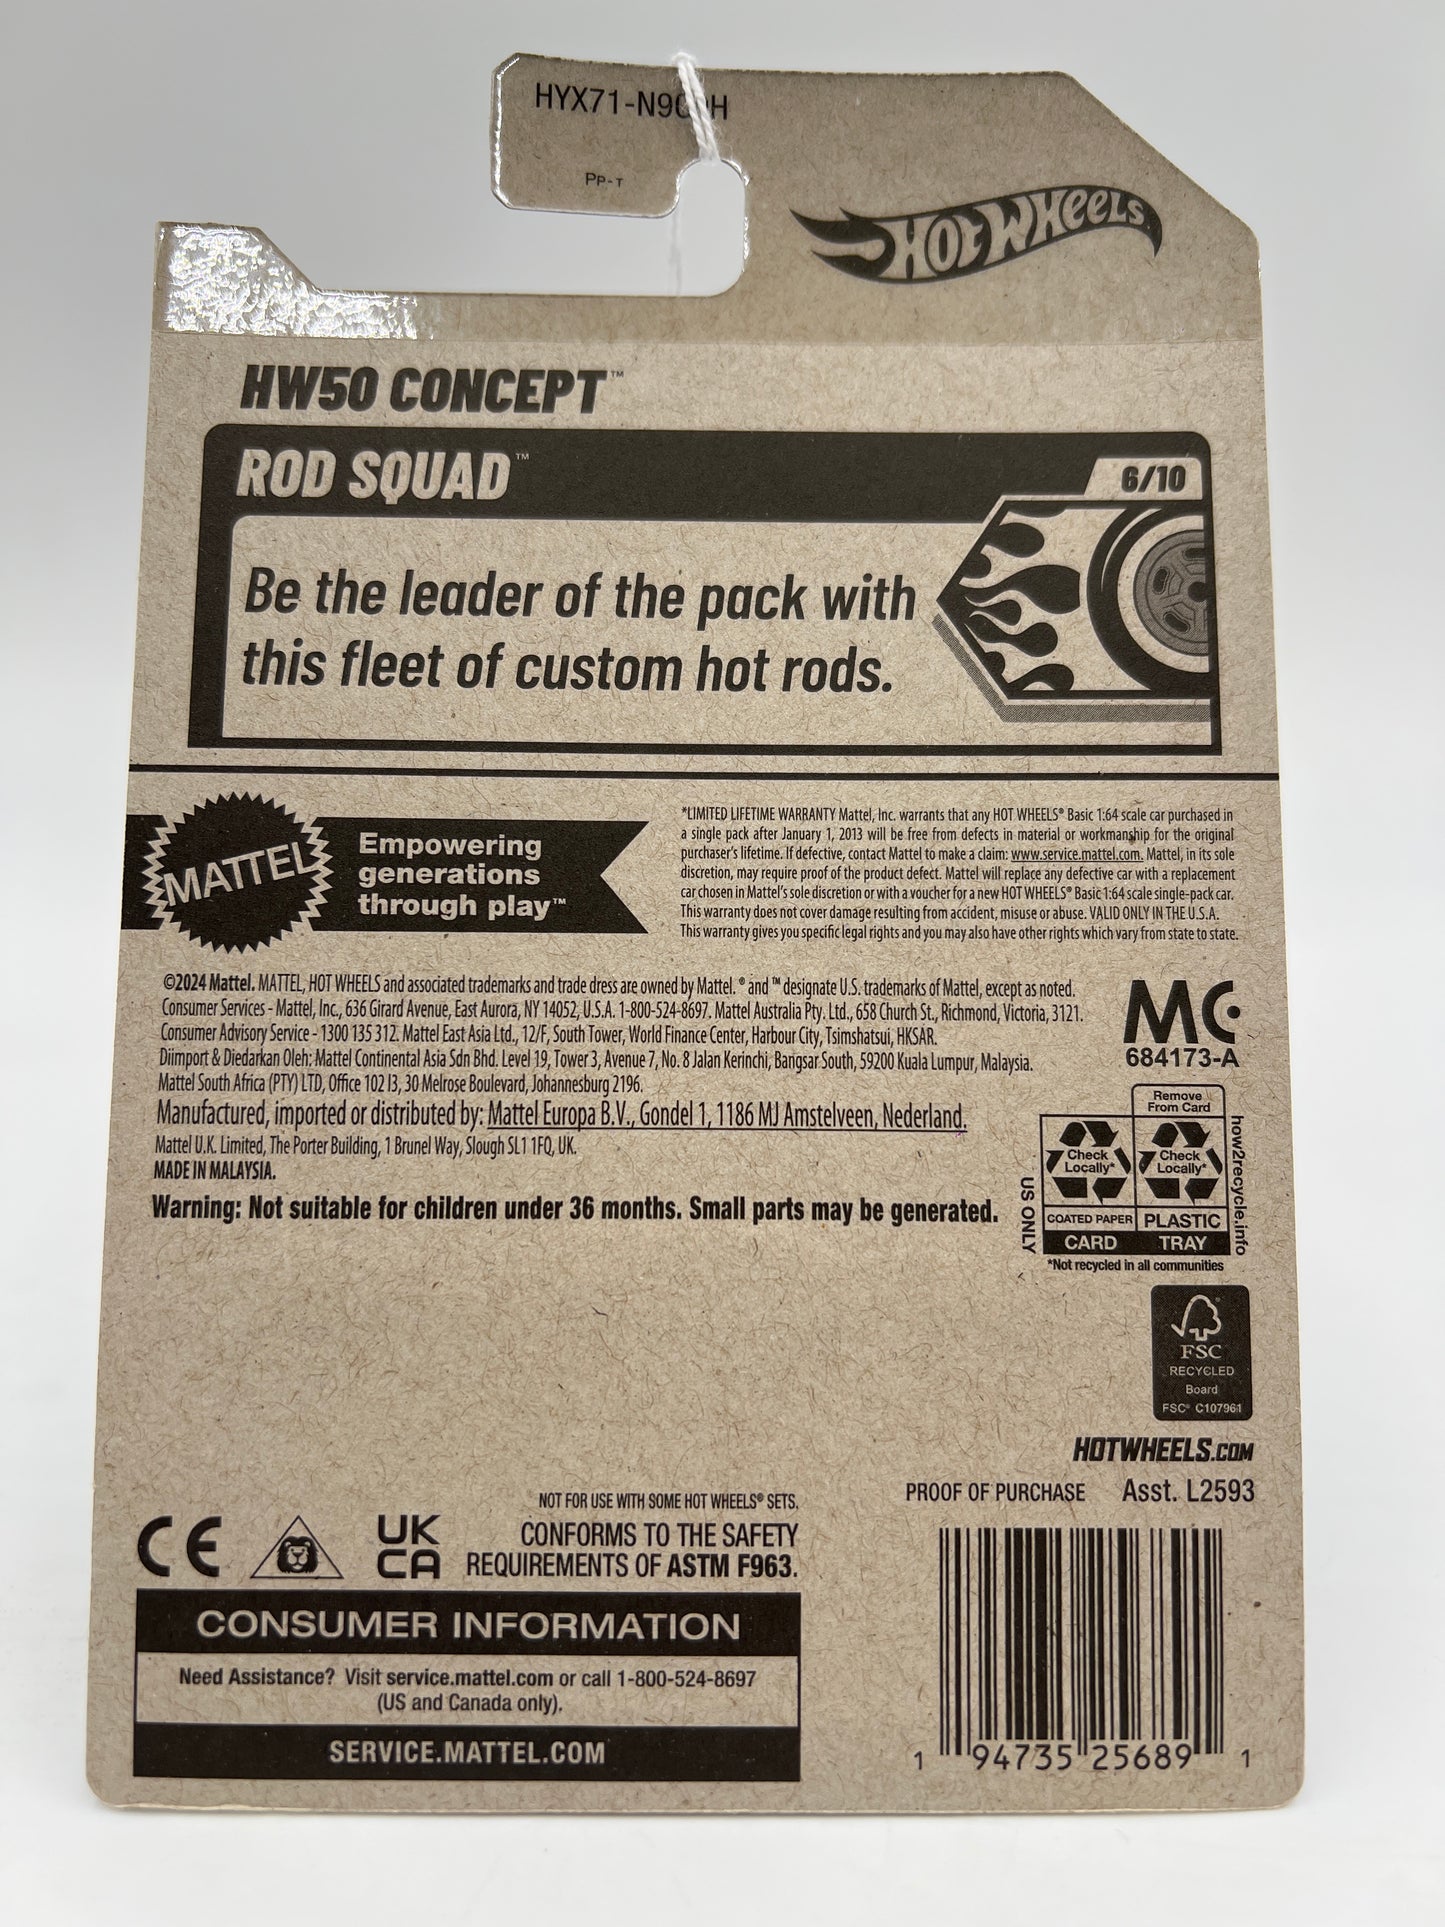 Pp-T
HOT WHEELS
HW50 CONCEPT™
ROD SQUAD™
6/10
Be the leader of the pack with
this fleet of custom hot rods.
MATTEL
Empowering
generations
through play™
*LIMITED LIFETIME WARRANTY Mattel, Inc. warrants that any HOT WHEELS® Basic 1:64 scale car purchased in
a single pack after January 1, 2013 will be free from defects in material or workmanship for the original
purchaser's lifetime. If defective, contact Mattel to make a claim: www.service.mattel.com. Mattel, in its sole
discretion, may require proof of the product defect. Mattel will replace any defective car with a replacement
car chosen in Mattel's sole discretion or with a voucher for a new HOT WHEELS® Basic 1:64 scale single-pack car.
This warranty does not cover damage resulting from accident, misuse or abuse. VALID ONLY IN THE U.S.A.
This warranty gives you specific legal rights and you may also have other rights which vary from state to state.
©2024 Mattel. MATTEL, HOT WHEELS and associated trademarks and trade dress are owned by Mattel. ® and ™ designate U.S. trademarks of Mattel, except as noted.
Consumer Services - Mattel, Inc., 636 Girard Avenue, East Aurora, NY 14052, U.S.A. 1-800-524-8697. Mattel Australia Pty. Ltd., 658 Church St., Richmond, Victoria, 3121.
Consumer Advisory Service - 1300 135 312. Mattel East Asia Ltd., 12/F, South Tower, World Finance Center, Harbour City, Tsimshatsui, HKSAR.
Diimport & Diedarkan Oleh: Mattel Continental Asia Sdn Bhd. Level 19, Tower 3, Avenue 7, No. 8 Jalan Kerinchi, Bangsar South, 59200 Kuala Lumpur, Malaysia.
Mattel South Africa (PTY) LTD, Office 102 I3, 30 Melrose Boulevard, Johannesburg 2196.
Manufactured, imported or distributed by: Mattel Europa B.V., Gondel 1, 1186 MJ Amstelveen, Nederland.
Mattel U.K. Limited, The Porter Building, 1 Brunel Way, Slough SL1 1FQ, UK.
MADE IN MALAYSIA.
Warning: Not suitable for children under 36 months. Small parts may be generated.
MC
684173-A
Remove
From Card
Check
Locally*
Check
Locally*
COATED PAPER
PLASTIC
CARD
TRAY
US ONLY
how2recycle.info
*Not recycled in all communities
FSC
RECYCLED
Board
FSC® C107961
HOTWHEELS.COM
PROOF OF PURCHASE Asst. L2593
NOT FOR USE WITH SOME HOT WHEELS® SETS.
CE
UK
CA
CONFORMS TO THE SAFETY
REQUIREMENTS OF ASTM F963.
CONSUMER INFORMATION
Need Assistance? Visit service.mattel.com or call 1-800-524-8697
(US and Canada only).
SERVICE.MATTEL.COM
1 94735 25689 1